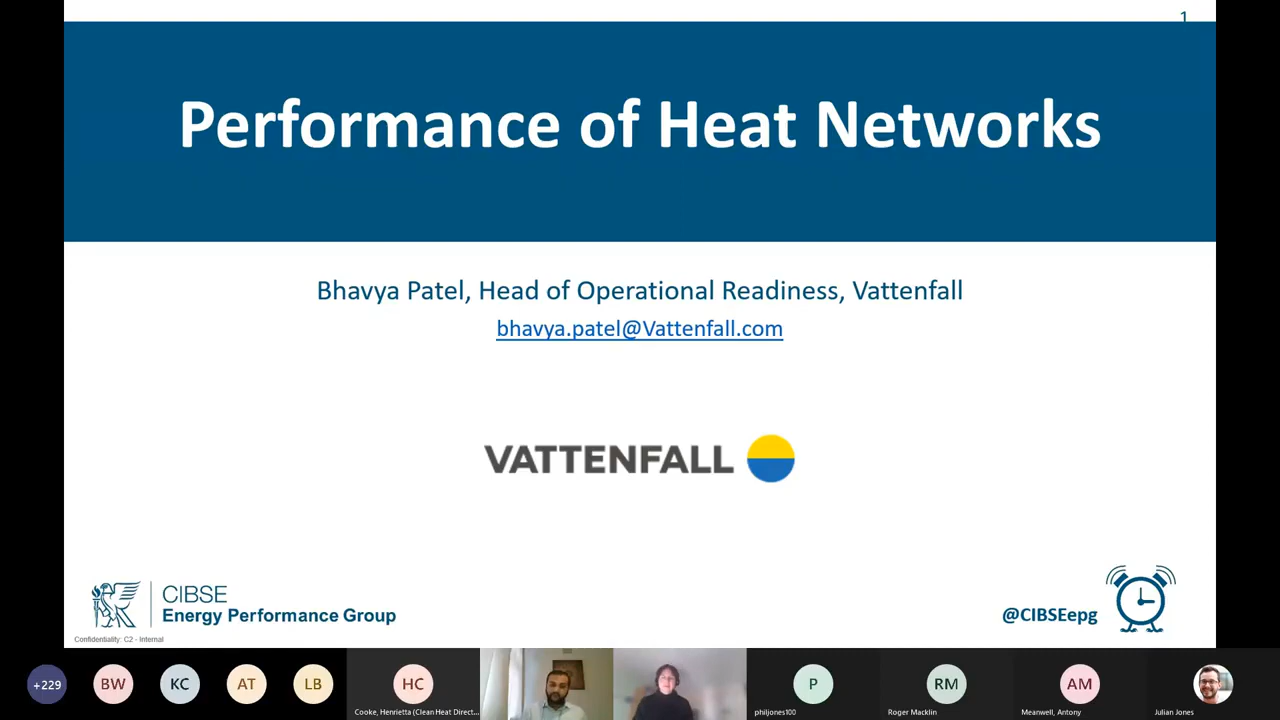 1
Performance of Heat Networks
Bhavya Patel, Head of Operational Readiness, Vattenfall
bhavya.patel@Vattenfall.com
VATTENFALL
CIBSE
Energy Performance Group
@CIBSEepg
Confidentiality: C2 - Internal
+229
BW
KC
AT
LB
HC
Cooke, Henrietta (Clean Heat Direct...
P
philjones100
RM
Roger Macklin
AM
Meanwell, Antony
Julian Jones